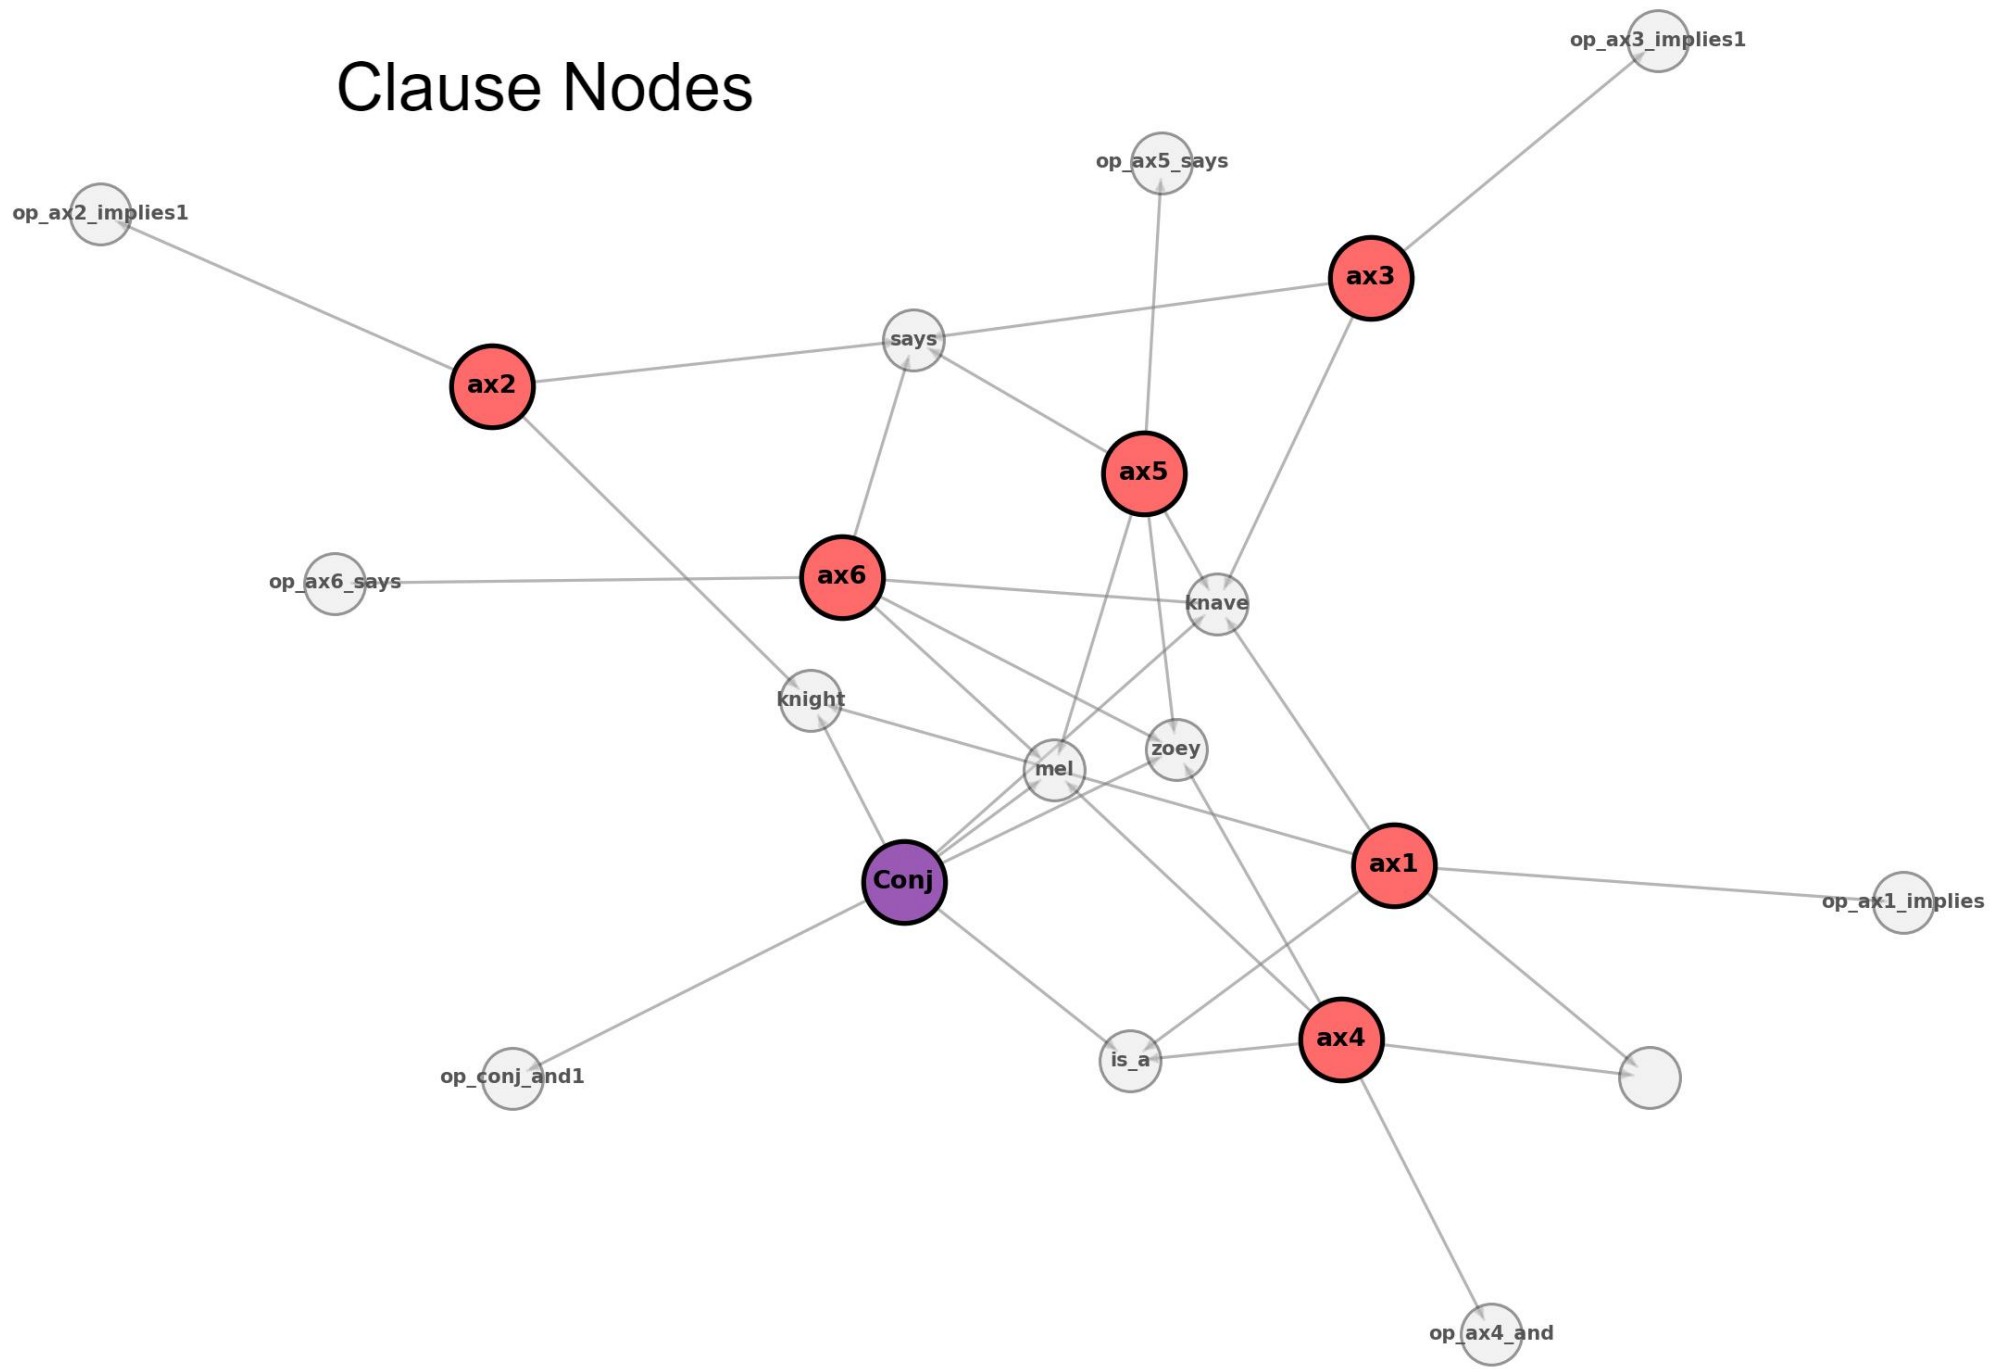 op_ax3_implies1
Clause Nodes
op_ax5_says
op_ax2_implies1
ax3
says
ax2
ax5
ax6
op_ax6_says
knave
knight
zoey
mel
ax1
Conj
op_ax1_implies
ax4
is_a
op_conj_and1
op_ax4_and